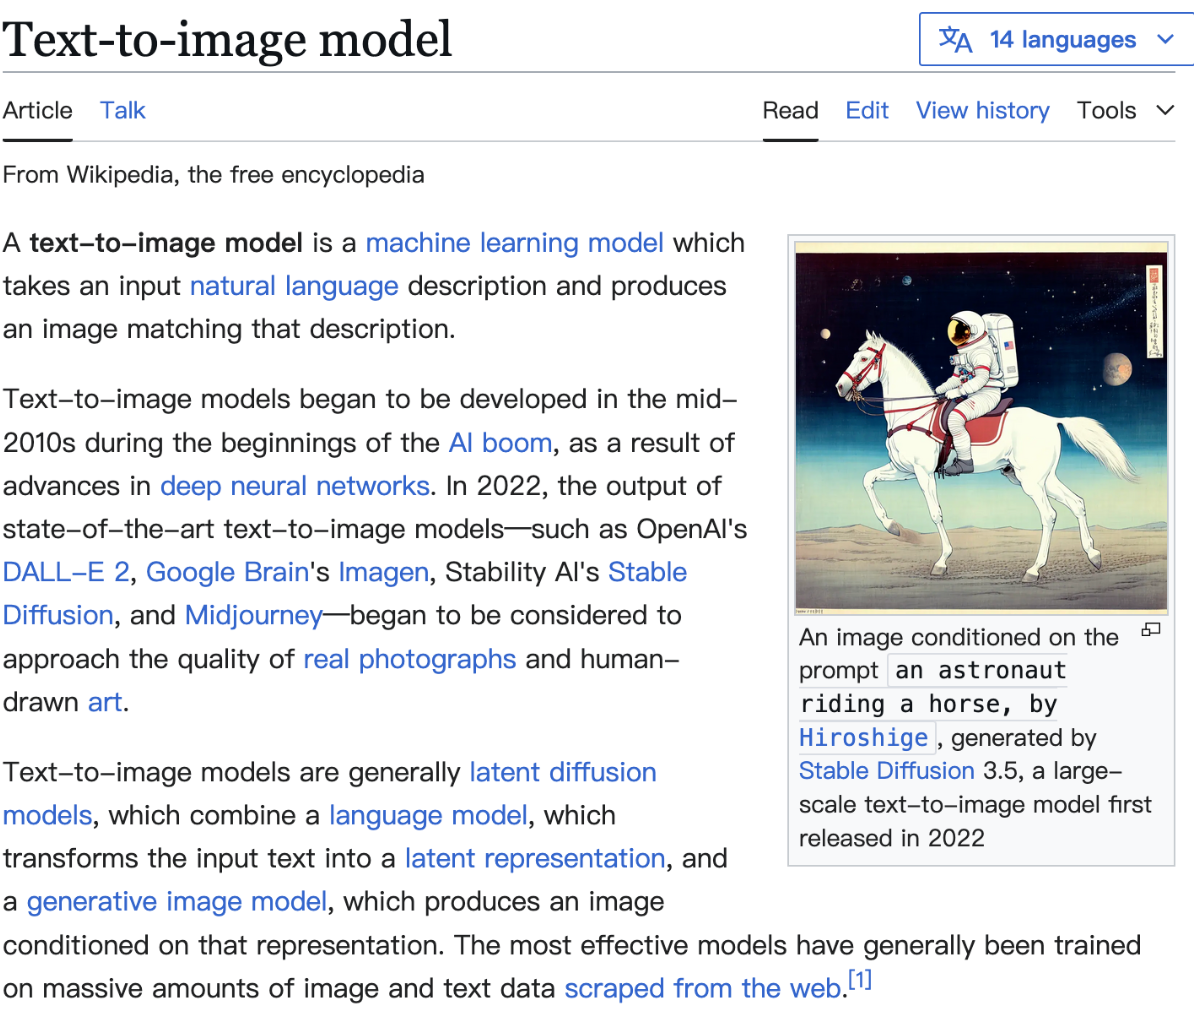 Text-to-image model
文A 14 languages
Article Talk
Read Edit View history Tools
From Wikipedia, the free encyclopedia
A text-to-image model is a machine learning model which
takes an input natural language description and produces
an image matching that description.
Text-to-image models began to be developed in the mid-
2010s during the beginnings of the AI boom, as a result of
advances in deep neural networks. In 2022, the output of
state-of-the-art text-to-image models—such as OpenAI's
DALL-E 2, Google Brain's Imagen, Stability AI's Stable
Diffusion, and Midjourney—began to be considered to
approach the quality of real photographs and human-
drawn art.
Text-to-image models are generally latent diffusion
models, which combine a language model, which
transforms the input text into a latent representation, and
a generative image model, which produces an image
conditioned on that representation. The most effective models have generally been trained
on massive amounts of image and text data scraped from the web.[1]
An image conditioned on the
prompt an astronaut
riding a horse, by
Hiroshige, generated by
Stable Diffusion 3.5, a large-
scale text-to-image model first
released in 2022